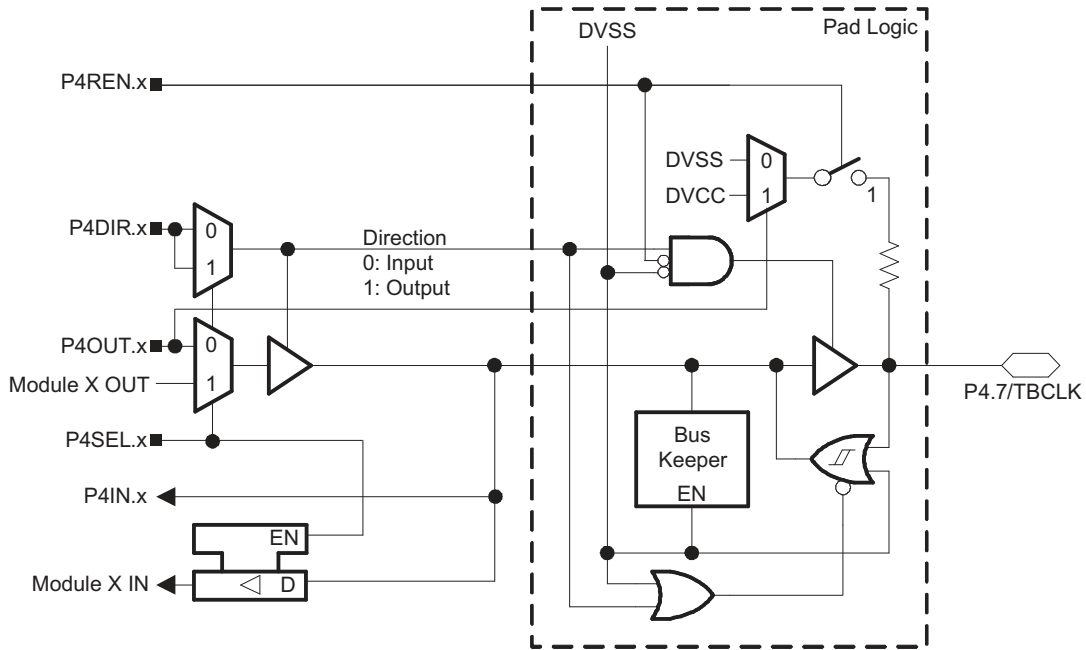 DVSS
Pad Logic
P4REN.x
DVSS
0
DVCC
1
1
P4DIR.x
0
1
Direction
0: Input
1: Output
P4OUT.x
0
Module X OUT
1
P4.7/TBCLK
P4SEL.x
Bus
Keeper
EN
P4IN.x
EN
Module X IN
D